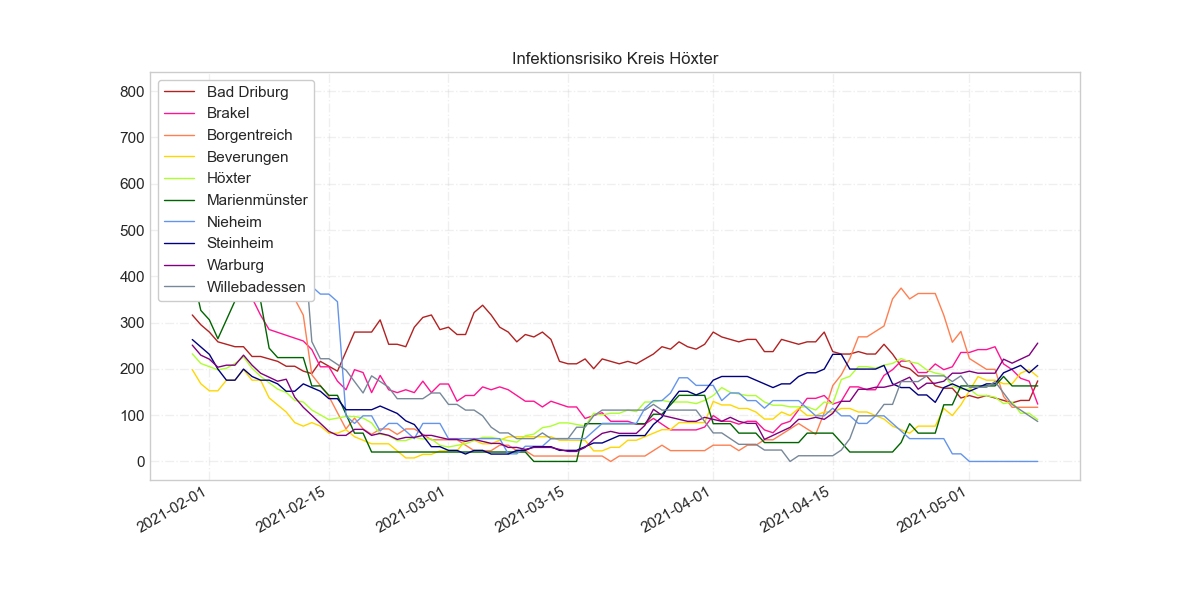 Infektionsrisiko Kreis Höxter
800
700
600
500
400
300
200
100
0
Bad Driburg
Brakel
Borgentreich
Beverungen
Höxter
Marienmünster
Nieheim
Steinheim
Warburg
Willebadessen
2021-02-01
2021-02-15
2021-03-01
2021-03-15
2021-04-01
2021-04-15
2021-05-01